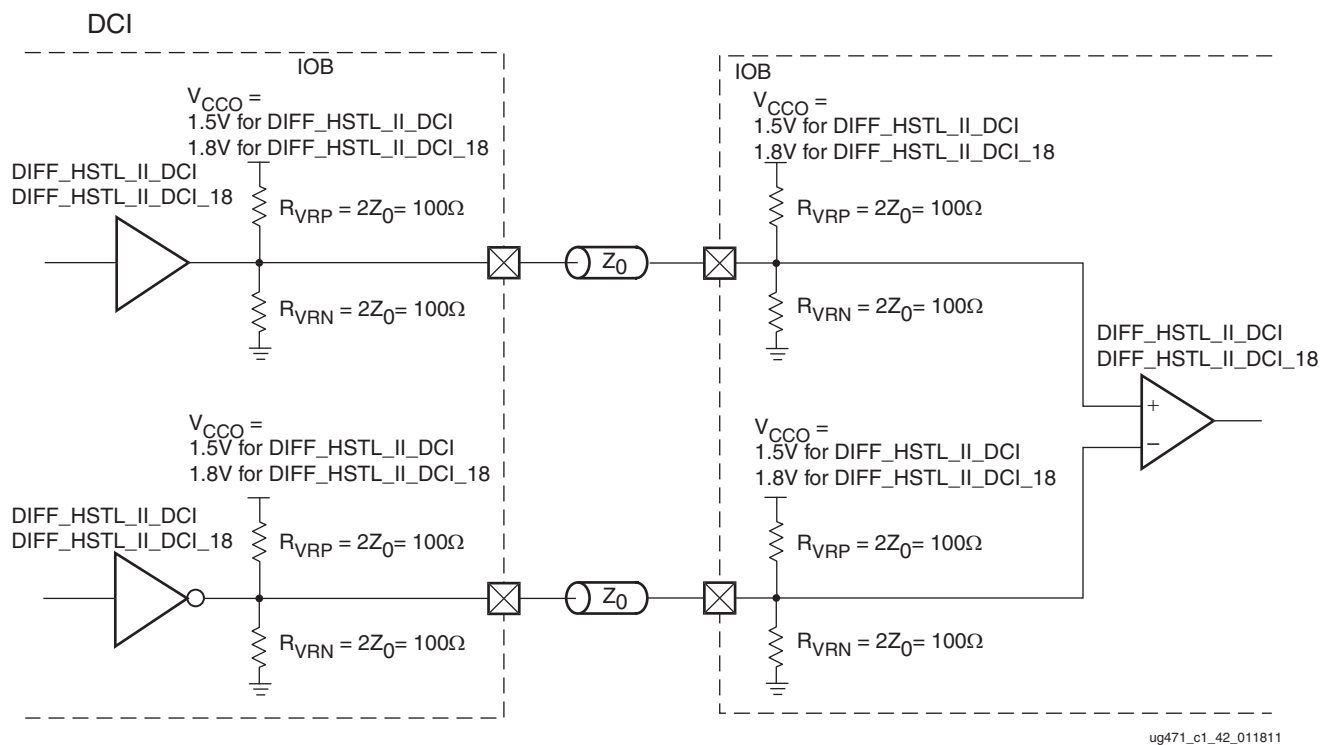 DCI
IOB
V_CCO =
1.5V for DIFF_HSTL_II_DCI
1.8V for DIFF_HSTL_II_DCI_18
DIFF_HSTL_II_DCI
DIFF_HSTL_II_DCI_18
R_VRP = 2Z_0= 100Ω
R_VRN = 2Z_0= 100Ω
Z_0
IOB
V_CCO =
1.5V for DIFF_HSTL_II_DCI
1.8V for DIFF_HSTL_II_DCI_18
R_VRP = 2Z_0= 100Ω
R_VRN = 2Z_0= 100Ω
DIFF_HSTL_II_DCI
DIFF_HSTL_II_DCI_18
+
–
V_CCO =
1.5V for DIFF_HSTL_II_DCI
1.8V for DIFF_HSTL_II_DCI_18
DIFF_HSTL_II_DCI
DIFF_HSTL_II_DCI_18
R_VRP = 2Z_0= 100Ω
R_VRN = 2Z_0= 100Ω
Z_0
V_CCO =
1.5V for DIFF_HSTL_II_DCI
1.8V for DIFF_HSTL_II_DCI_18
R_VRP = 2Z_0= 100Ω
R_VRN = 2Z_0= 100Ω
ug471_c1_42_011811